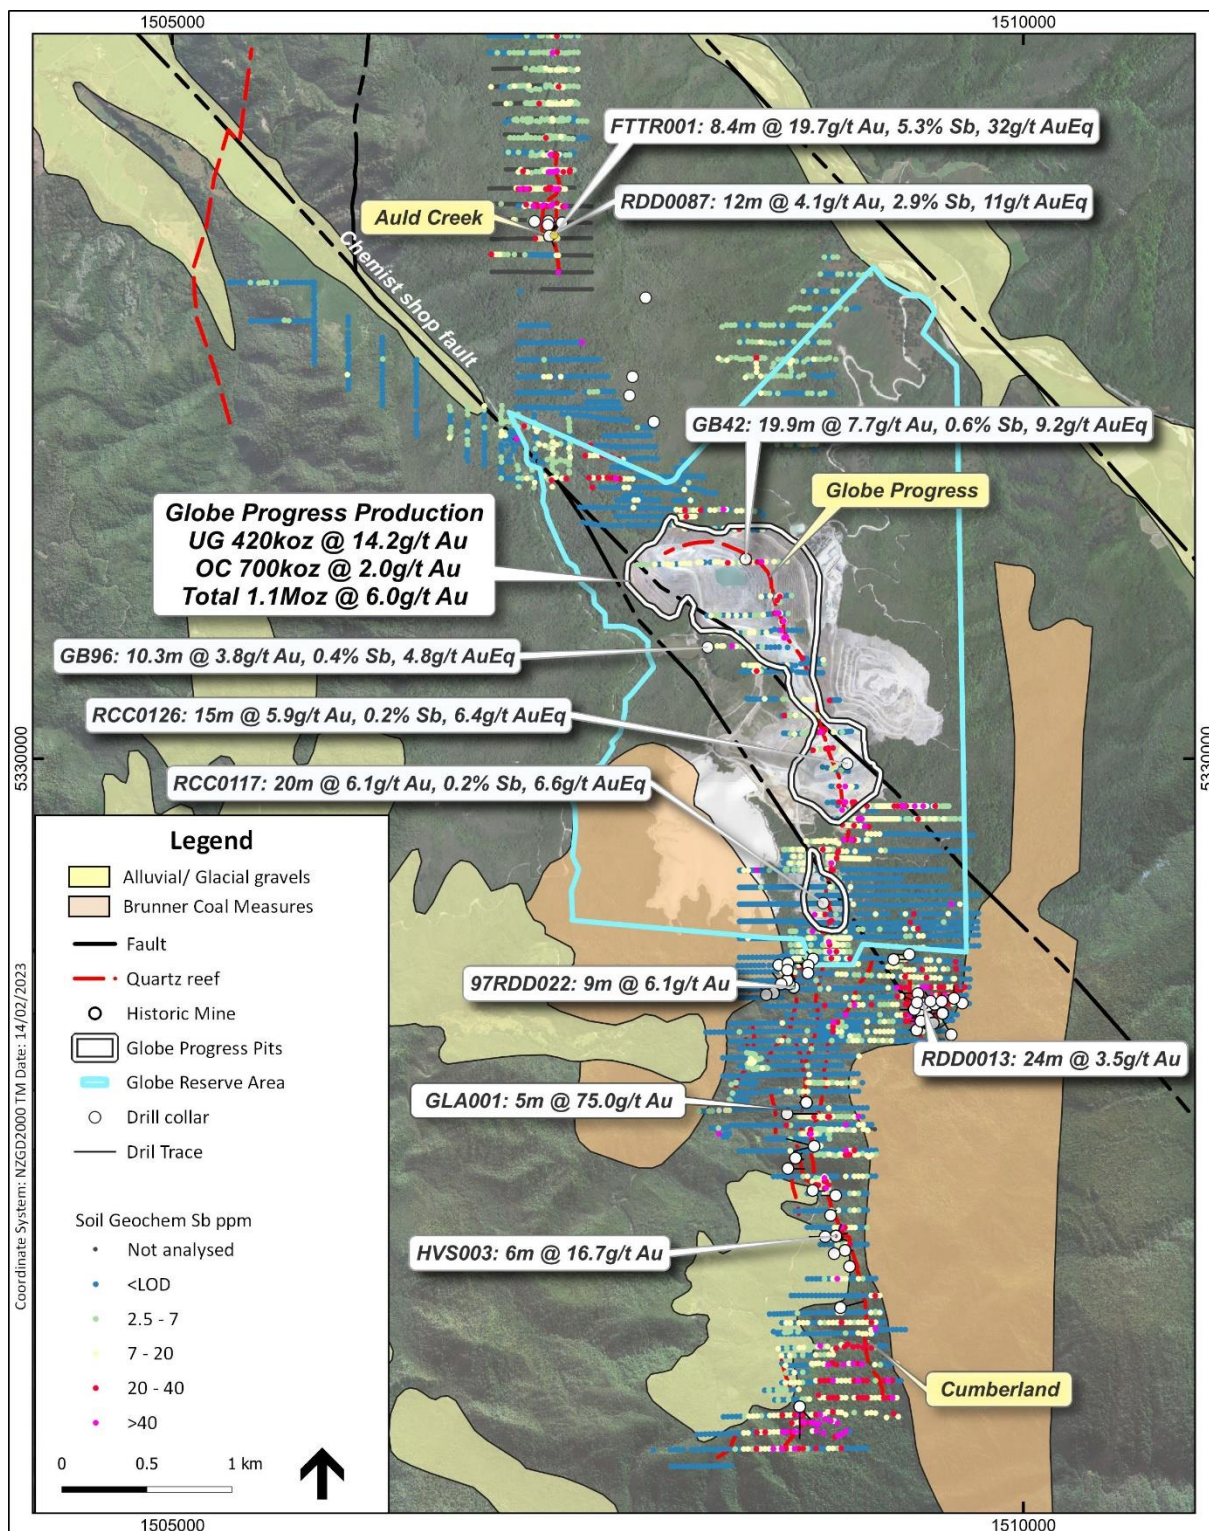 1505000
1510000
FTTR001: 8.4m @ 19.7g/t Au, 5.3% Sb, 32g/t AuEq
RDD0087: 12m @ 4.1g/t Au, 2.9% Sb, 11g/t AuEq
Auld Creek
Chemist shop fault
GB42: 19.9m @ 7.7g/t Au, 0.6% Sb, 9.2g/t AuEq
Globe Progress
Globe Progress Production
UG 420koz @ 14.2g/t Au
OC 700koz @ 2.0g/t Au
Total 1.1Moz @ 6.0g/t Au
GB96: 10.3m @ 3.8g/t Au, 0.4% Sb, 4.8g/t AuEq
RCC0126: 15m @ 5.9g/t Au, 0.2% Sb, 6.4g/t AuEq
5330000
5330000
RCC0117: 20m @ 6.1g/t Au, 0.2% Sb, 6.6g/t AuEq
97RDD022: 9m @ 6.1g/t Au
RDD0013: 24m @ 3.5g/t Au
GLA001: 5m @ 75.0g/t Au
HVS003: 6m @ 16.7g/t Au
Cumberland
Legend
Alluvial/ Glacial gravels
Brunner Coal Measures
Fault
Quartz reef
Historic Mine
Globe Progress Pits
Globe Reserve Area
Drill collar
Dril Trace
Soil Geochem Sb ppm
Not analysed
<LOD
2.5 - 7
7 - 20
20 - 40
>40
0 0.5 1 km
Coordinate System: NZGD2000 TM Date: 14/02/2023
1505000
1510000